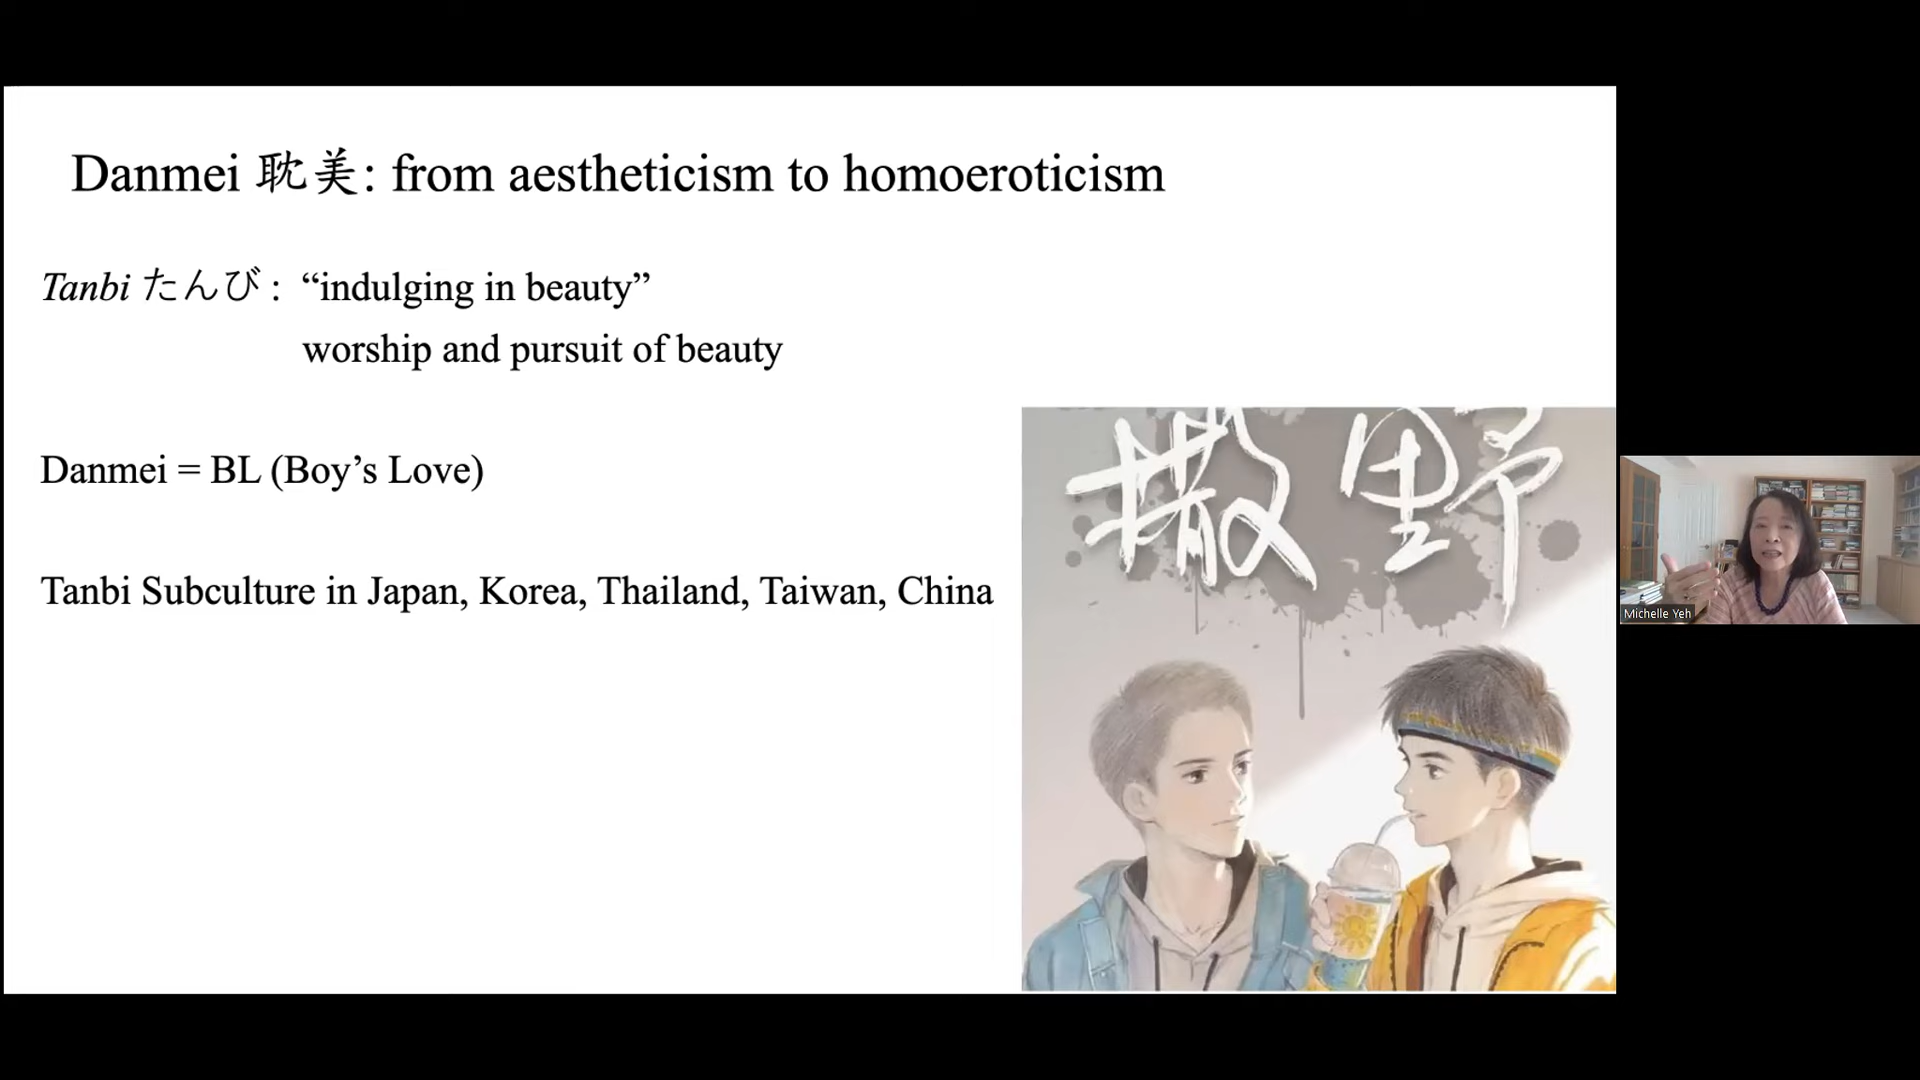 Danmei 耽美: from aestheticism to homoeroticism
Tanbi たんび : “indulging in beauty”
worship and pursuit of beauty
Danmei = BL (Boy’s Love)
Tanbi Subculture in Japan, Korea, Thailand, Taiwan, China
撒野
Michelle Yeh